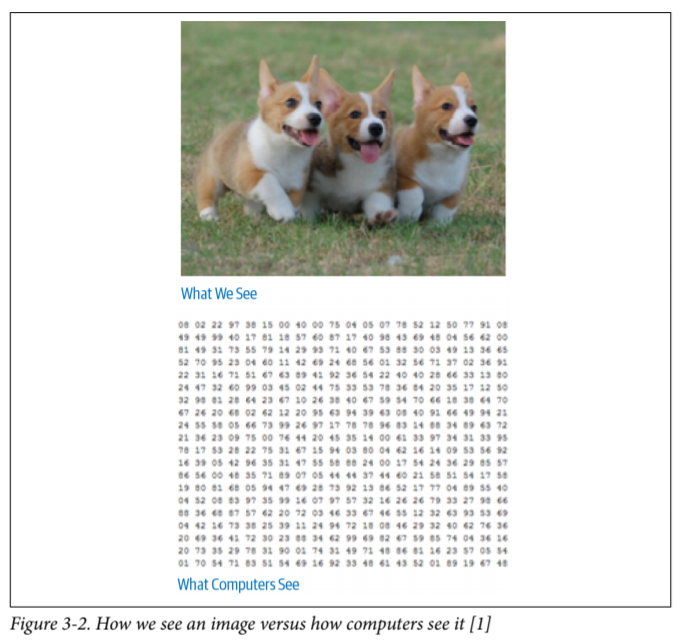 What We See
08 02 22 97 38 15 00 40 00 75 04 05 07 78 52 12 50 77 91 08
49 49 99 40 17 81 18 57 60 87 17 40 98 43 69 48 04 56 62 00
81 49 31 73 55 79 14 29 93 71 40 67 53 88 30 03 49 13 36 65
52 70 95 23 04 60 11 42 69 24 68 56 01 32 56 71 37 02 36 91
22 31 16 71 51 67 63 89 41 92 36 54 22 40 40 28 66 33 13 80
24 47 32 60 99 03 45 02 44 75 33 53 78 36 84 20 35 17 12 50
32 98 81 28 64 23 67 10 26 38 40 67 59 54 70 66 18 38 64 70
67 26 20 68 02 62 12 20 95 63 94 39 63 08 40 91 66 49 94 21
24 55 58 05 66 73 99 26 97 17 78 78 96 83 14 88 34 89 63 72
21 36 23 09 75 00 76 44 20 45 35 14 00 61 33 97 34 31 33 95
78 17 53 28 22 75 31 67 15 94 03 80 04 62 16 14 09 53 56 92
16 39 05 42 96 35 31 47 55 58 88 24 00 17 54 24 36 29 85 57
86 56 00 48 35 71 89 07 05 44 44 37 44 60 21 58 51 54 17 58
19 80 81 68 05 94 47 69 28 73 92 13 86 52 17 77 04 89 55 40
04 52 08 83 97 35 99 16 07 97 57 32 16 26 26 79 33 27 98 66
88 36 68 87 57 62 20 72 03 46 33 67 46 55 12 32 63 93 53 69
04 42 16 73 38 25 39 11 24 94 72 18 08 46 29 32 40 62 76 36
20 69 36 41 72 30 23 88 34 62 99 69 82 67 59 85 74 04 36 16
20 73 35 29 78 31 90 01 74 31 49 71 48 86 81 16 23 57 05 54
01 70 54 71 83 51 54 69 16 92 33 48 61 43 52 01 89 19 67 48
What Computers See
Figure 3-2. How we see an image versus how computers see it [1]